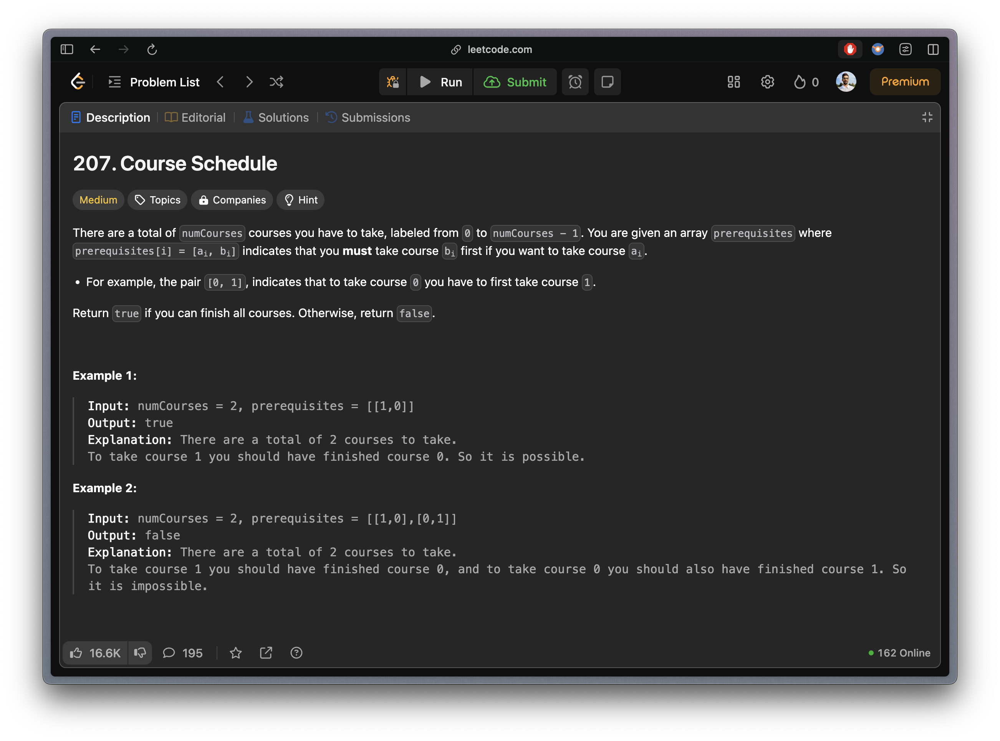 leetcode.com
Problem List
Run
Submit
0
Premium
Description
Editorial
Solutions
Submissions
207. Course Schedule
Medium
Topics
Companies
Hint
There are a total of numCourses courses you have to take, labeled from 0 to numCourses - 1. You are given an array prerequisites where
prerequisites[i] = [ai, bi] indicates that you must take course bi first if you want to take course ai.
• For example, the pair [0, 1], indicates that to take course 0 you have to first take course 1.
Return true if you can finish all courses. Otherwise, return false.
Example 1:
Input: numCourses = 2, prerequisites = [[1,0]]
Output: true
Explanation: There are a total of 2 courses to take.
To take course 1 you should have finished course 0. So it is possible.
Example 2:
Input: numCourses = 2, prerequisites = [[1,0],[0,1]]
Output: false
Explanation: There are a total of 2 courses to take.
To take course 1 you should have finished course 0, and to take course 0 you should also have finished course 1. So
it is impossible.
16.6K
195
162 Online